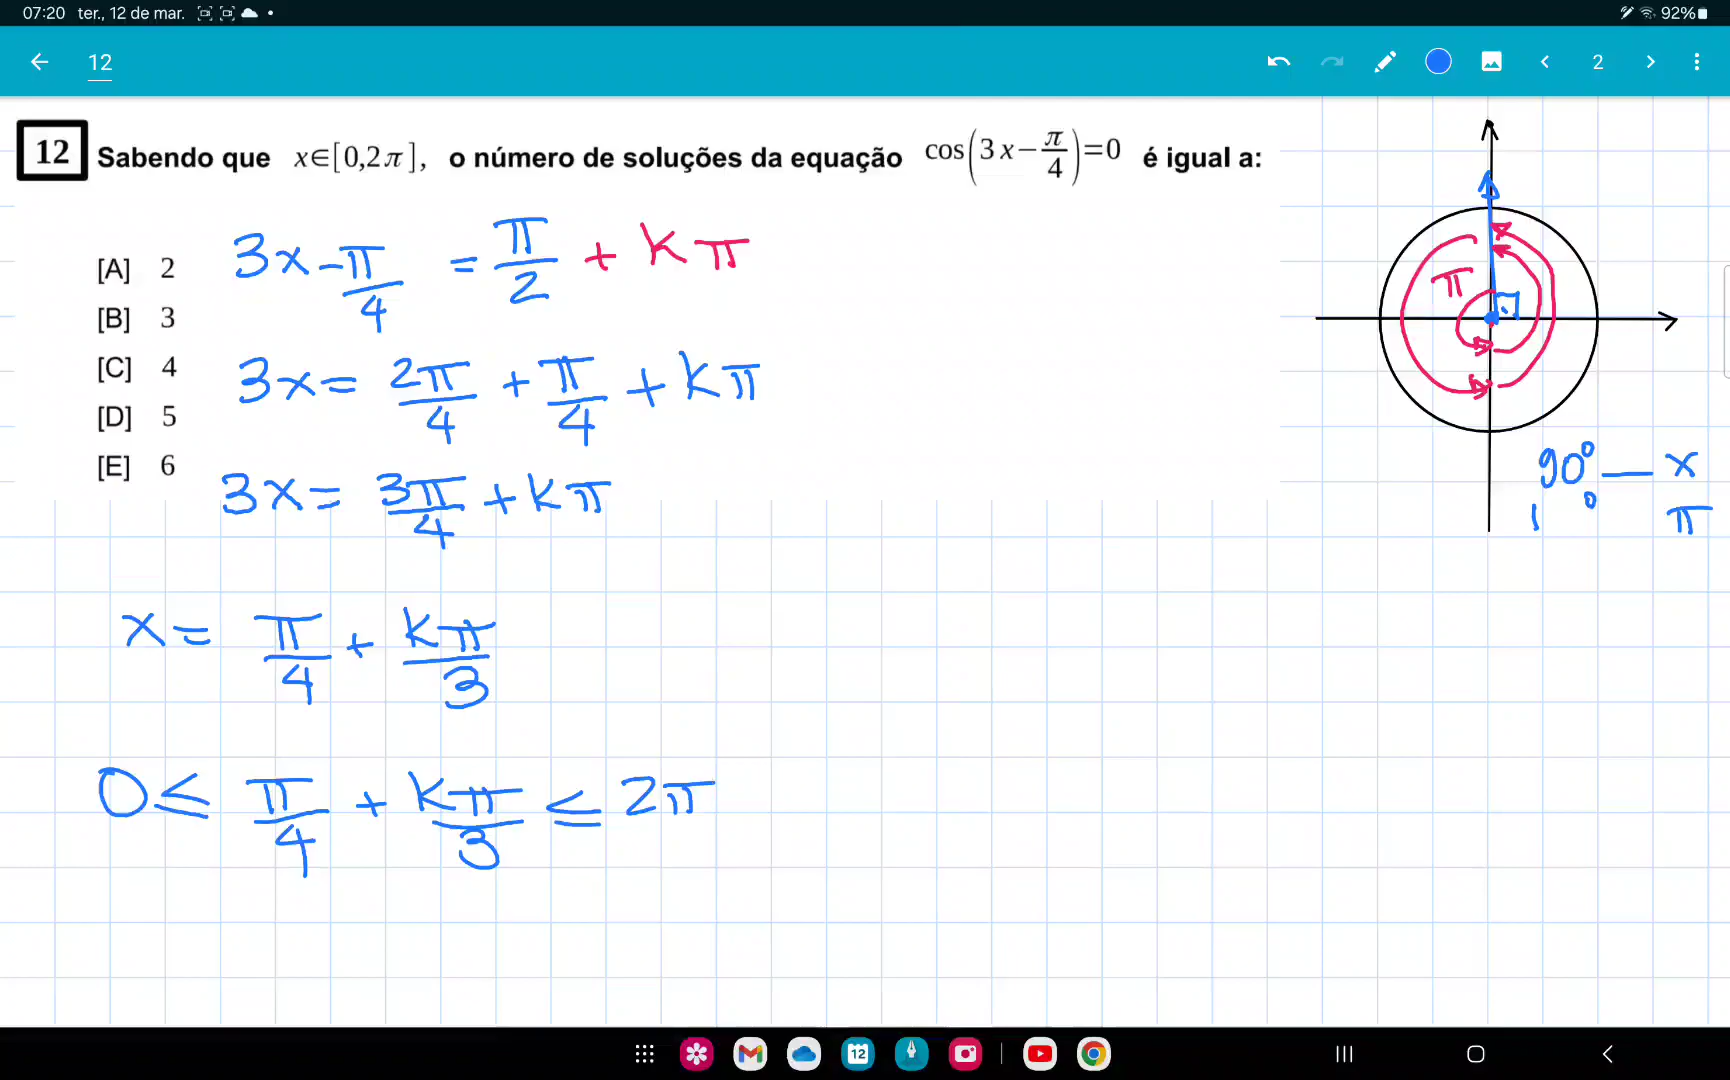 07:20 ter., 12 de mar. 92%
12 2
12 Sabendo que x∈[0,2π], o número de soluções da equação cos(3x−π/4)=0 é igual a:
[A] 2
[B] 3
[C] 4
[D] 5
[E] 6
3x − π/4 = π/2 + kπ
3x = 2π/4 + π/4 + kπ
3x = 3π/4 + kπ
x = π/4 + kπ/3
0 ≤ π/4 + kπ/3 ≤ 2π
π
90° — x
1 ° π
12